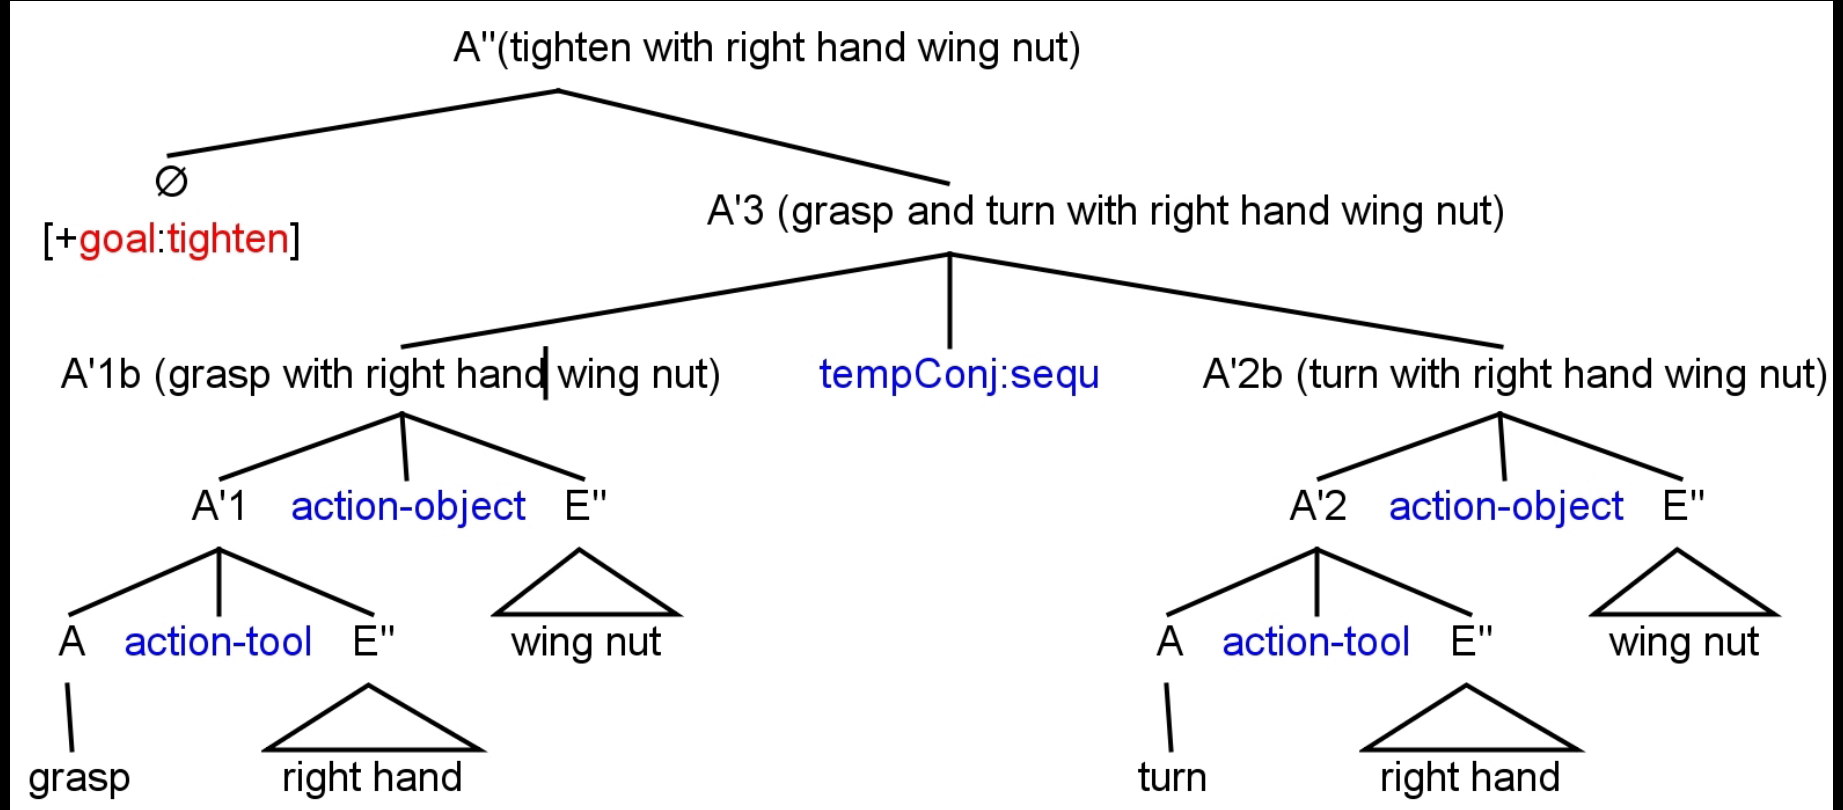 A''(tighten with right hand wing nut)
∅
[+goal:tighten]
A'3 (grasp and turn with right hand wing nut)
A'1b (grasp with right hand wing nut) tempConj:sequ A'2b (turn with right hand wing nut)
A'1 action-object E'' A'2 action-object E''
A action-tool E'' wing nut A action-tool E'' wing nut
grasp right hand turn right hand